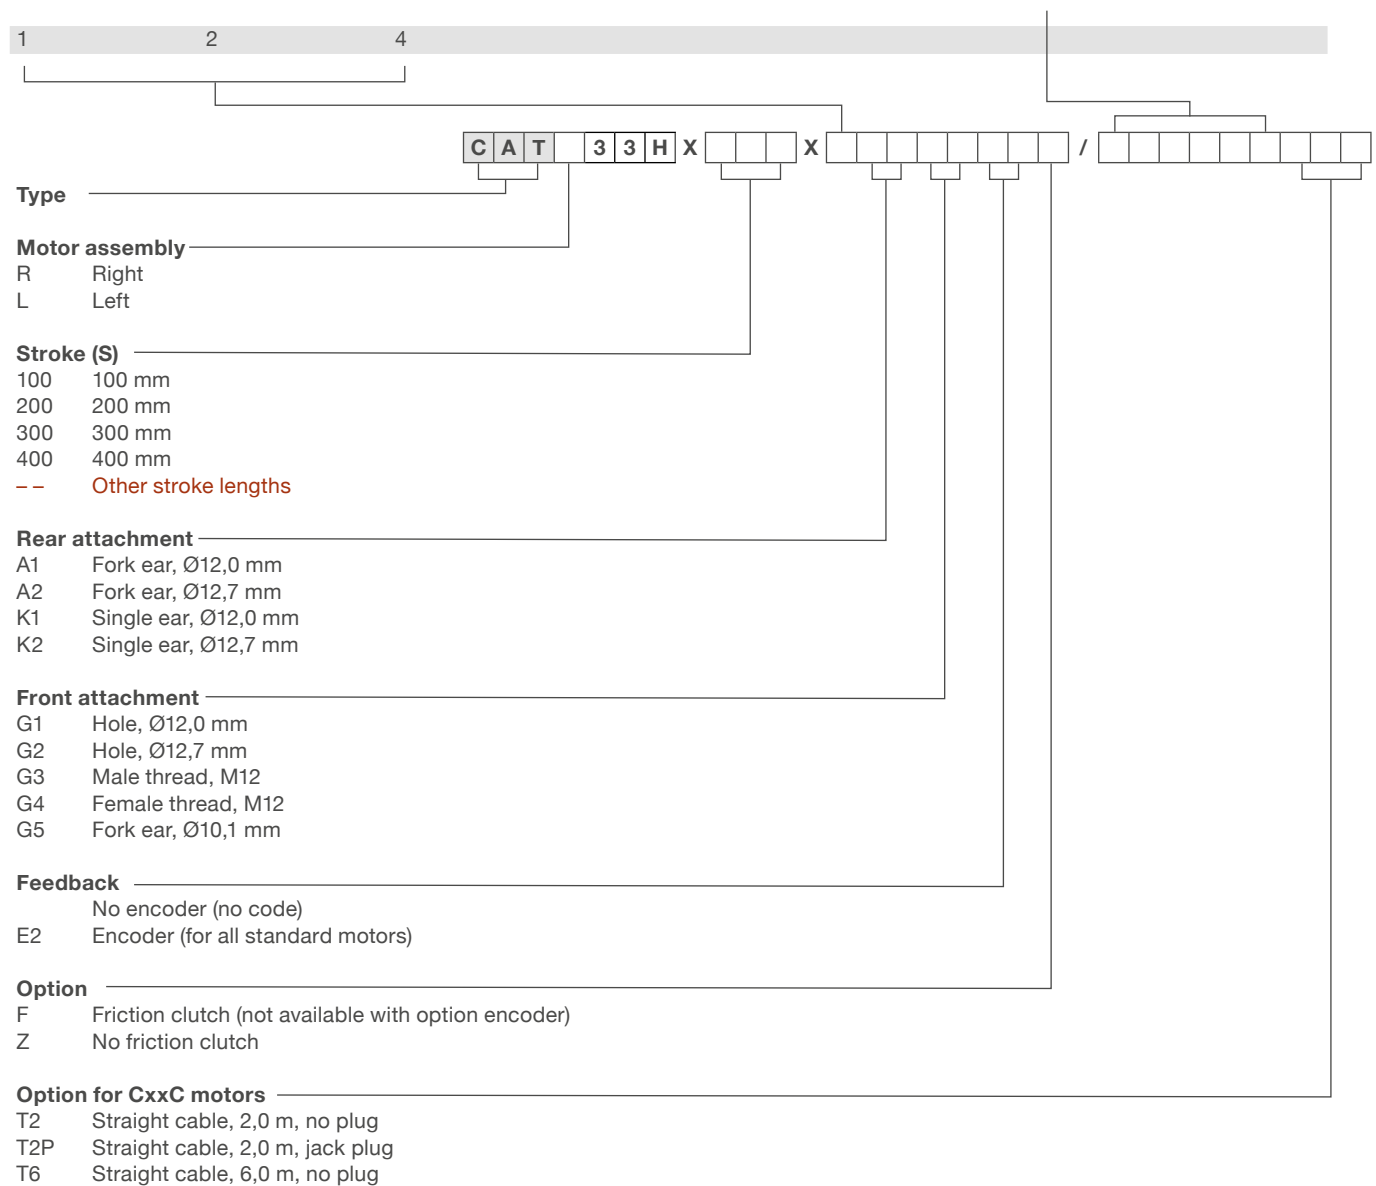 1 2 4
C A T 3 3 H X X /
Type
Motor assembly
R Right
L Left
Stroke (S)
100 100 mm
200 200 mm
300 300 mm
400 400 mm
– – Other stroke lengths
Rear attachment
A1 Fork ear, Ø12,0 mm
A2 Fork ear, Ø12,7 mm
K1 Single ear, Ø12,0 mm
K2 Single ear, Ø12,7 mm
Front attachment
G1 Hole, Ø12,0 mm
G2 Hole, Ø12,7 mm
G3 Male thread, M12
G4 Female thread, M12
G5 Fork ear, Ø10,1 mm
Feedback
No encoder (no code)
E2 Encoder (for all standard motors)
Option
F Friction clutch (not available with option encoder)
Z No friction clutch
Option for CxxC motors
T2 Straight cable, 2,0 m, no plug
T2P Straight cable, 2,0 m, jack plug
T6 Straight cable, 6,0 m, no plug